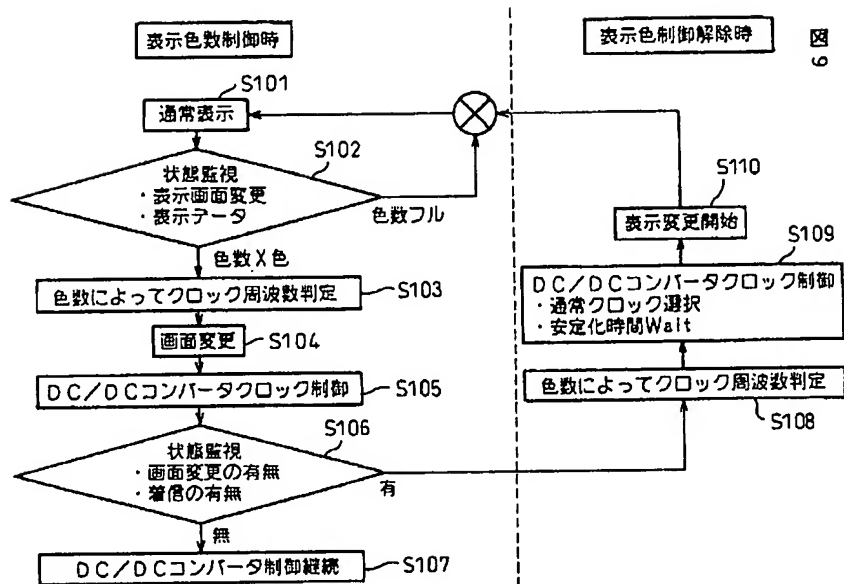 表示色数制御時
表示色制御解除時
図
6
S101
通常表示
S102
状態監視
・表示画面変更
・表示データ
色数フル
色数X色
色数によってクロック周波数判定
S103
画面変更
S104
DC/DCコンバータクロック制御
S105
S106
状態監視
・画面変更の有無
・着信の有無
有
無
DC/DCコンバータ制御継続
S107
S110
表示変更開始
S109
DC/DCコンバータクロック制御
・通常クロック選択
・安定化時間Wait
色数によってクロック周波数判定
S108